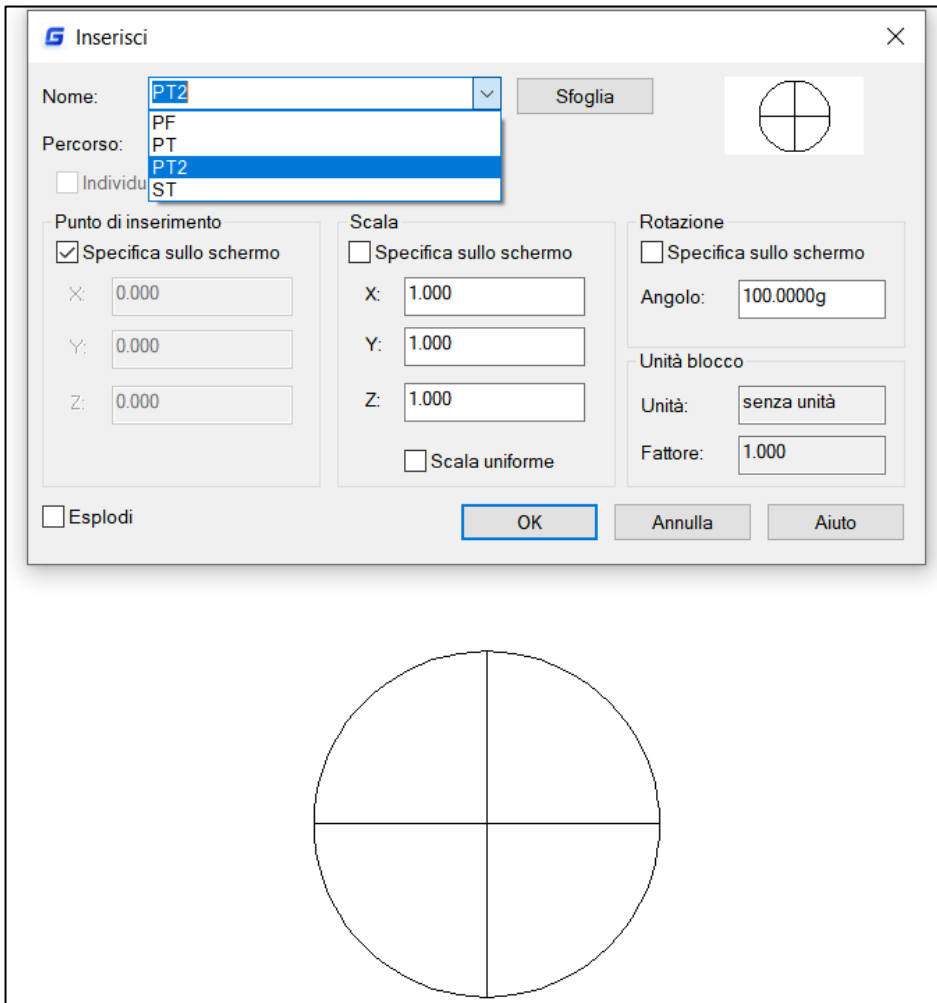 Inserisci
Nome: PT2 Sfoglia
PF
Percorso: PT
PT2
Individu ST
Punto di inserimento Scala Rotazione
Specifica sullo schermo Specifica sullo schermo Specifica sullo schermo
X: 0.000 X: 1.000 Angolo: 100.0000g
Y: 0.000 Y: 1.000
Unità blocco
Z: 0.000 Z: 1.000 Unità: senza unità
Scala uniforme Fattore: 1.000
Esplodi OK Annulla Aiuto